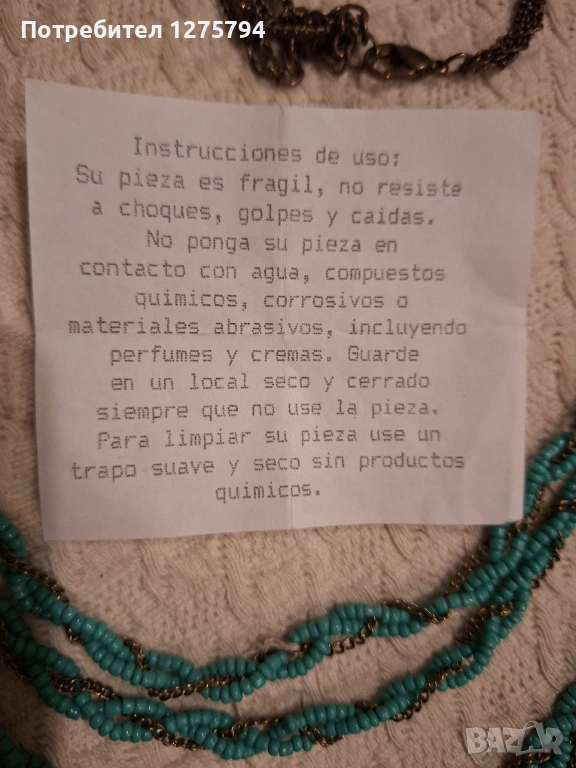 Потребител 1275794
Instrucciones de uso:
Su pieza es fragil, no resiste
a choques, golpes y caidas.
No ponga su pieza en
contacto con agua, compuestos
quimicos, corrosivos o
materiales abrasivos, incluyendo
perfumes y cremas. Guarde
en un local seco y cerrado
siempre que no use la pieza.
Para limpiar su pieza use un
trapo suave y seco sin productos
quimicos.
BAZAR